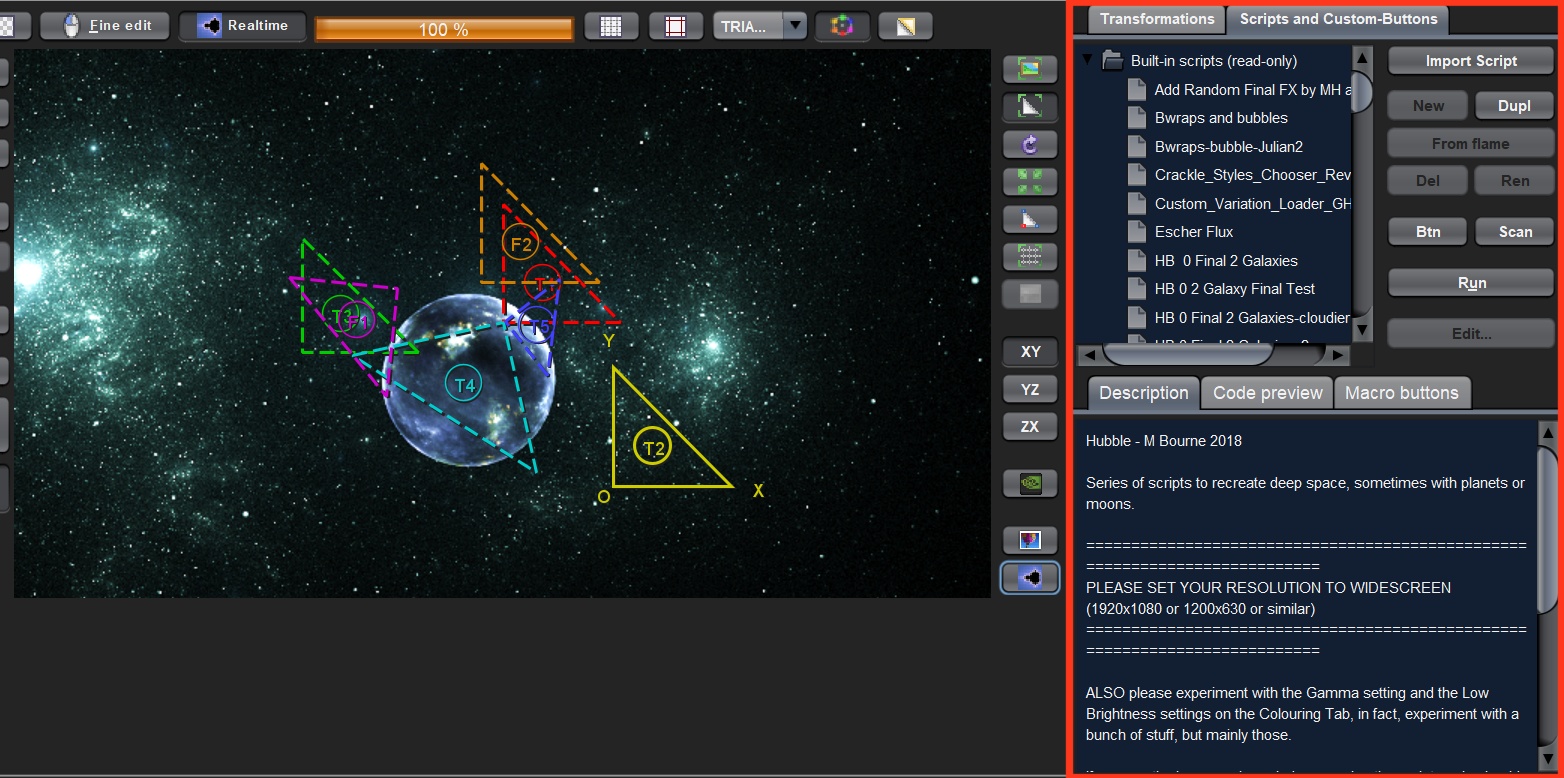 Fine edit
Realtime
100 %
TRIA...
F2
T1
T3
F1
T5
T4
Y
T2
O
X
XY
YZ
ZX
Transformations
Scripts and Custom-Buttons
Built-in scripts (read-only)
Add Random Final FX by MH a
Bwraps and bubbles
Bwraps-bubble-Julian2
Crackle_Styles_Chooser_Rev
Custom_Variation_Loader_GH
Escher Flux
HB  0 Final 2 Galaxies
HB 0 2 Galaxy Final Test
HB 0 Final 2 Galaxies-cloudier
Import Script
New
Dupl
From flame
Del
Ren
Btn
Scan
Run
Edit...
Description
Code preview
Macro buttons
Hubble - M Bourne 2018
Series of scripts to recreate deep space, sometimes with planets or
moons.
==================================================
===========================
PLEASE SET YOUR RESOLUTION TO WIDESCREEN
(1920x1080 or 1200x630 or similar)
==================================================
===========================
ALSO please experiment with the Gamma setting and the Low
Brightness settings on the Colouring Tab, in fact, experiment with a
bunch of stuff, but mainly those.